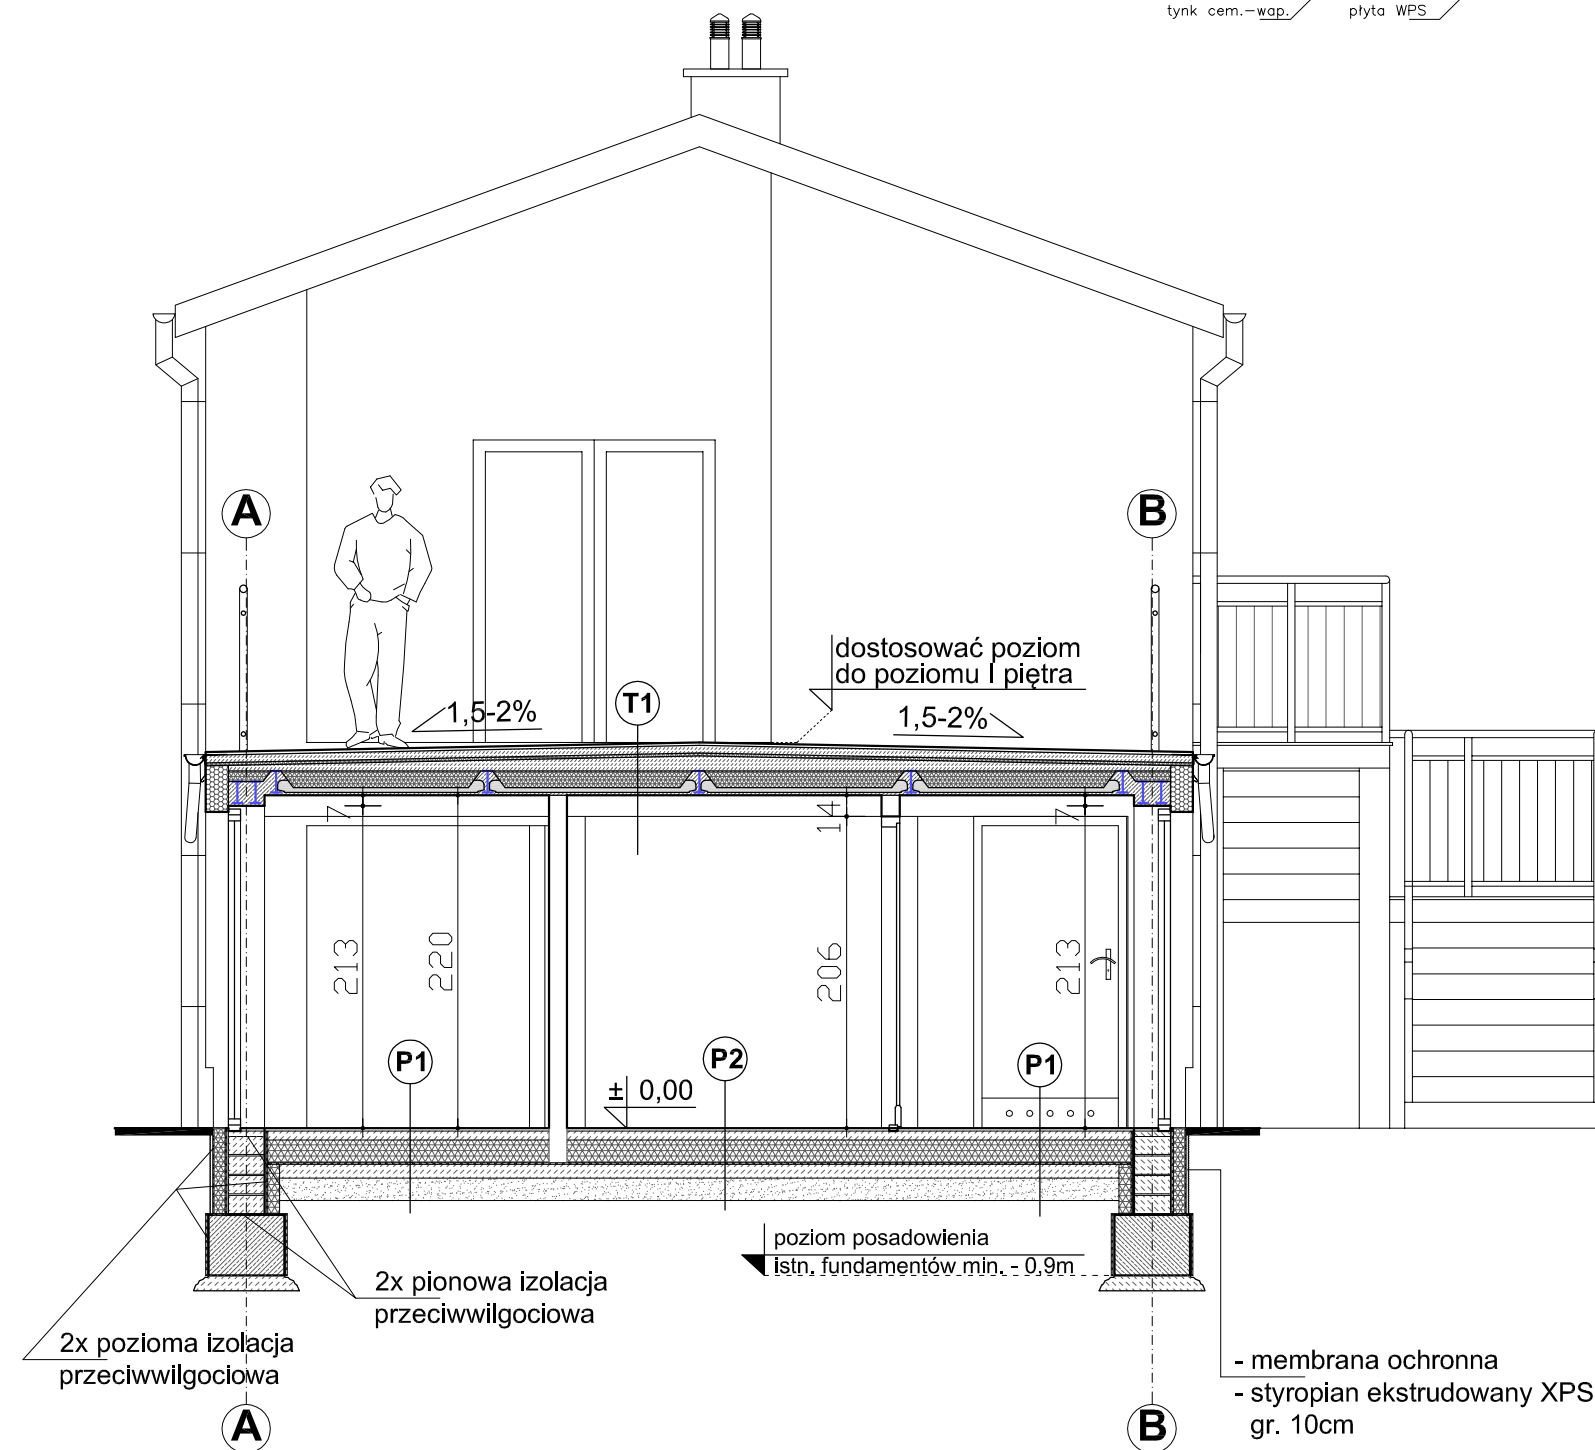 tynk cem.-wap. płyta WPS
A
B
dostosować poziom
do poziomu I piętra
T1
1,5-2%
1,5-2%
7
14
7
213
220
206
213
P1
P2
P1
± 0,00
poziom posadowienia
istn. fundamentów min. - 0,9m
2x pionowa izolacja
przeciwwilgociowa
2x pozioma izolacja
przeciwwilgociowa
- membrana ochronna
- styropian ekstrudowany XPS
gr. 10cm
A
B